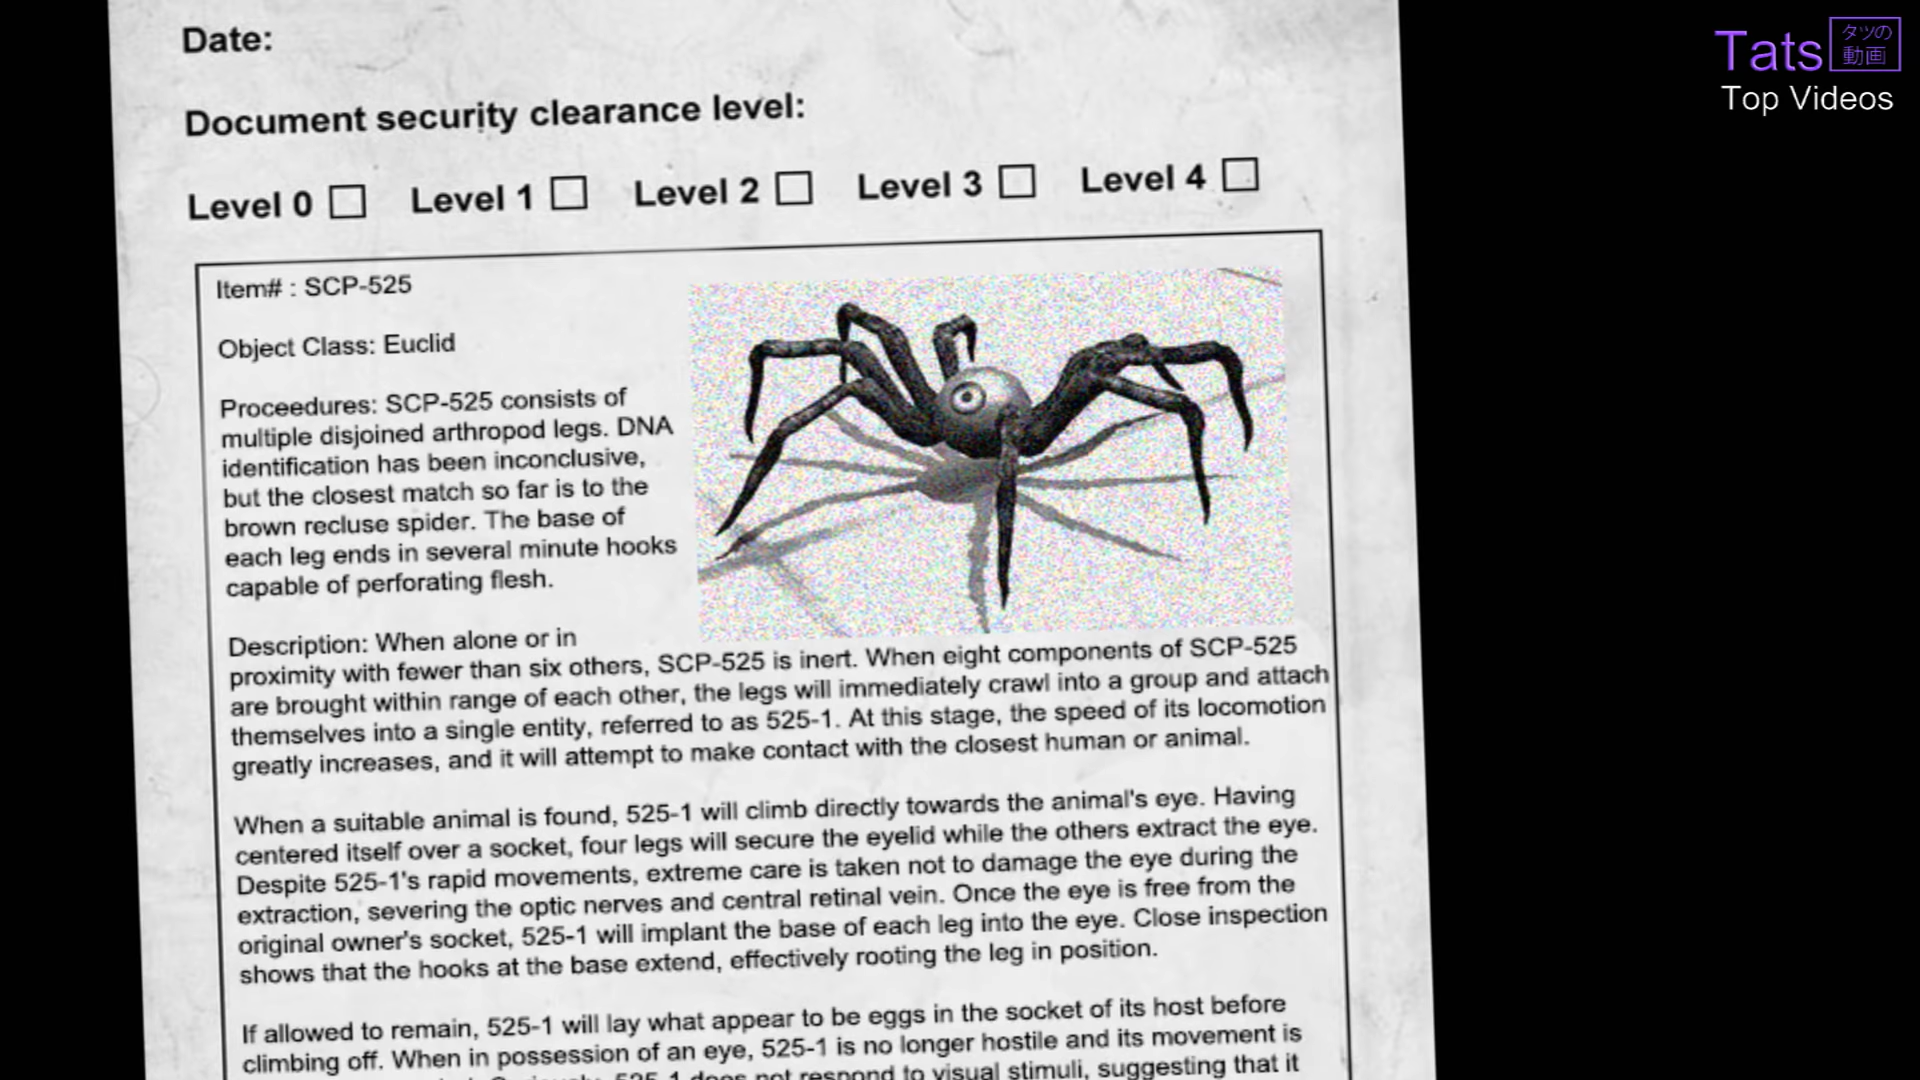 Date:
Document security clearance level:
Level 0 Level 1 Level 2 Level 3 Level 4
Item# : SCP-525
Object Class: Euclid
Proceedures: SCP-525 consists of
multiple disjoined arthropod legs. DNA
identification has been inconclusive,
but the closest match so far is to the
brown recluse spider. The base of
each leg ends in several minute hooks
capable of perforating flesh.
Description: When alone or in
proximity with fewer than six others, SCP-525 is inert. When eight components of SCP-525
are brought within range of each other, the legs will immediately crawl into a group and attach
themselves into a single entity, referred to as 525-1. At this stage, the speed of its locomotion
greatly increases, and it will attempt to make contact with the closest human or animal.
When a suitable animal is found, 525-1 will climb directly towards the animal's eye. Having
centered itself over a socket, four legs will secure the eyelid while the others extract the eye.
Despite 525-1's rapid movements, extreme care is taken not to damage the eye during the
extraction, severing the optic nerves and central retinal vein. Once the eye is free from the
original owner's socket, 525-1 will implant the base of each leg into the eye. Close inspection
shows that the hooks at the base extend, effectively rooting the leg in position.
If allowed to remain, 525-1 will lay what appear to be eggs in the socket of its host before
climbing off. When in possession of an eye, 525-1 is no longer hostile and its movement is
525-1 does not respond to visual stimuli, suggesting that it
Tats タツの
動画
Top Videos